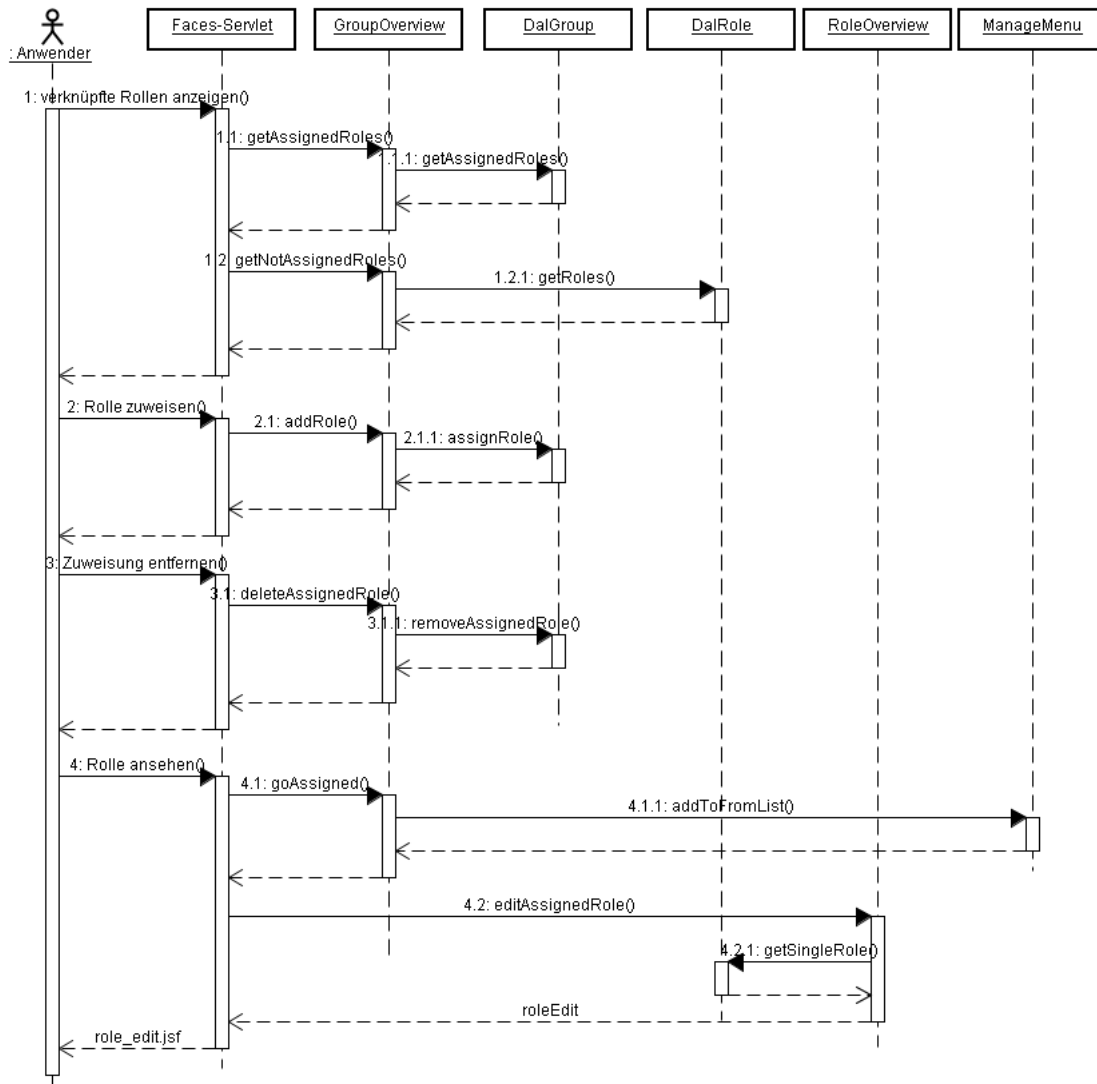 : Anwender
Faces-Servlet
GroupOverview
DalGroup
DalRole
RoleOverview
ManageMenu
1: verknüpfte Rollen anzeigen()
1.1: getAssignedRoles()
1.1.1: getAssignedRoles()
1.2: getNotAssignedRoles()
1.2.1: getRoles()
2: Rolle zuweisen()
2.1: addRole()
2.1.1: assignRole()
3: Zuweisung entfernen()
3.1: deleteAssignedRole()
3.1.1: removeAssignedRole()
4: Rolle ansehen()
4.1: goAssigned()
4.1.1: addToFromList()
4.2: editAssignedRole()
4.2.1: getSingleRole()
roleEdit
role_edit.jsf